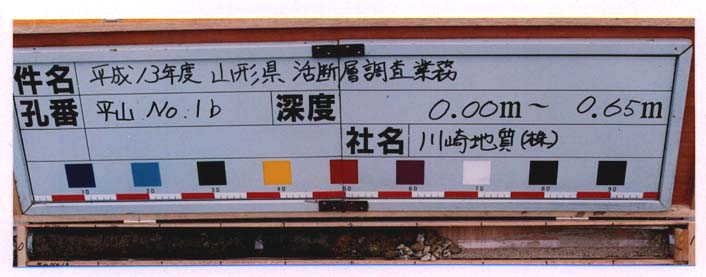 件名 平成13年度 山形県 活断層調査業務
孔番 平山 No.1b 深度 0.00m~ 0.65m
社名 川崎地質(株)
10 20 30 40 50 60 70 80 90
0 1